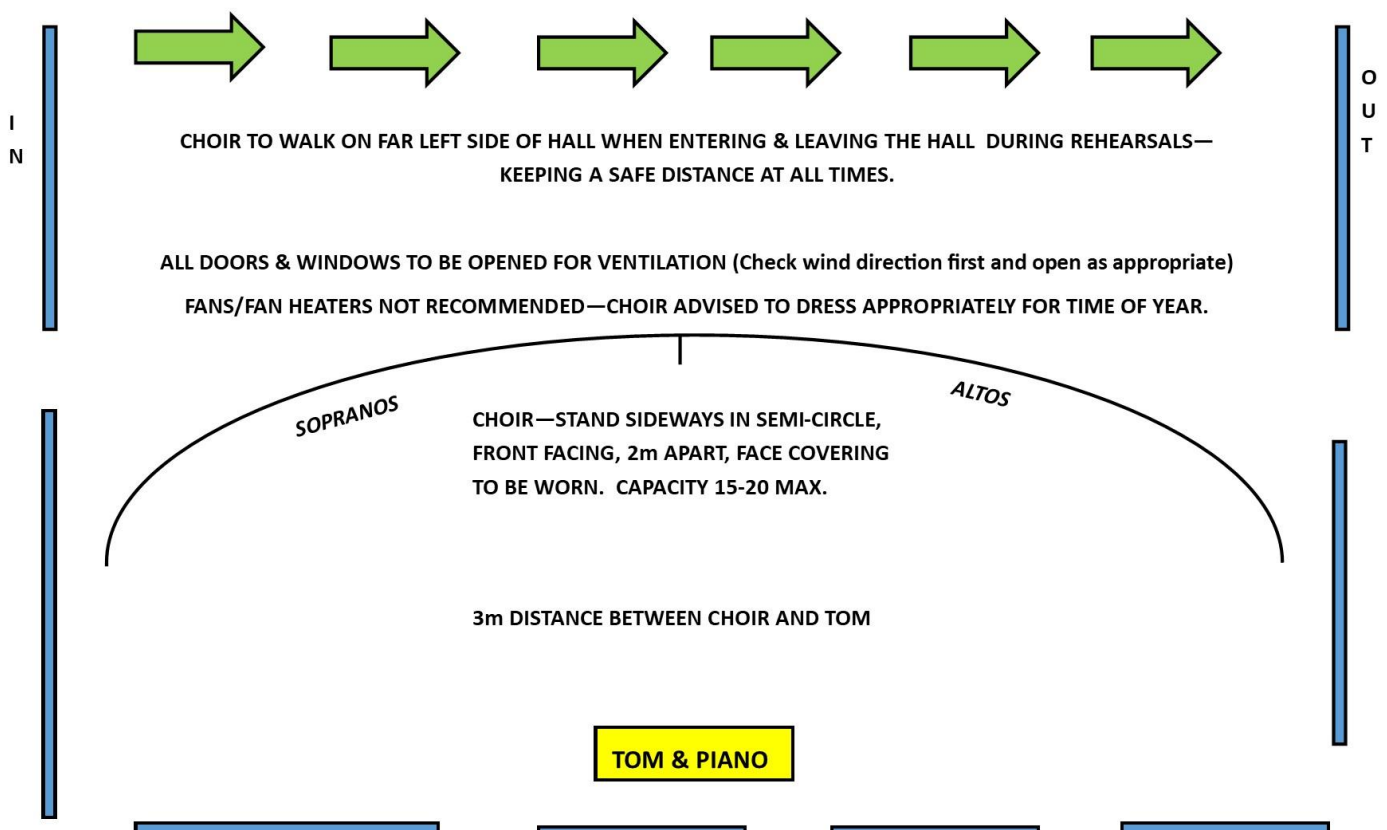 IN
OUT
CHOIR TO WALK ON FAR LEFT SIDE OF HALL WHEN ENTERING & LEAVING THE HALL  DURING REHEARSALS—
KEEPING A SAFE DISTANCE AT ALL TIMES.
ALL DOORS & WINDOWS TO BE OPENED FOR VENTILATION (Check wind direction first and open as appropriate)
FANS/FAN HEATERS NOT RECOMMENDED—CHOIR ADVISED TO DRESS APPROPRIATELY FOR TIME OF YEAR.
SOPRANOS
ALTOS
CHOIR—STAND SIDEWAYS IN SEMI-CIRCLE,
FRONT FACING, 2m APART, FACE COVERING
TO BE WORN.  CAPACITY 15-20 MAX.
3m DISTANCE BETWEEN CHOIR AND TOM
TOM & PIANO